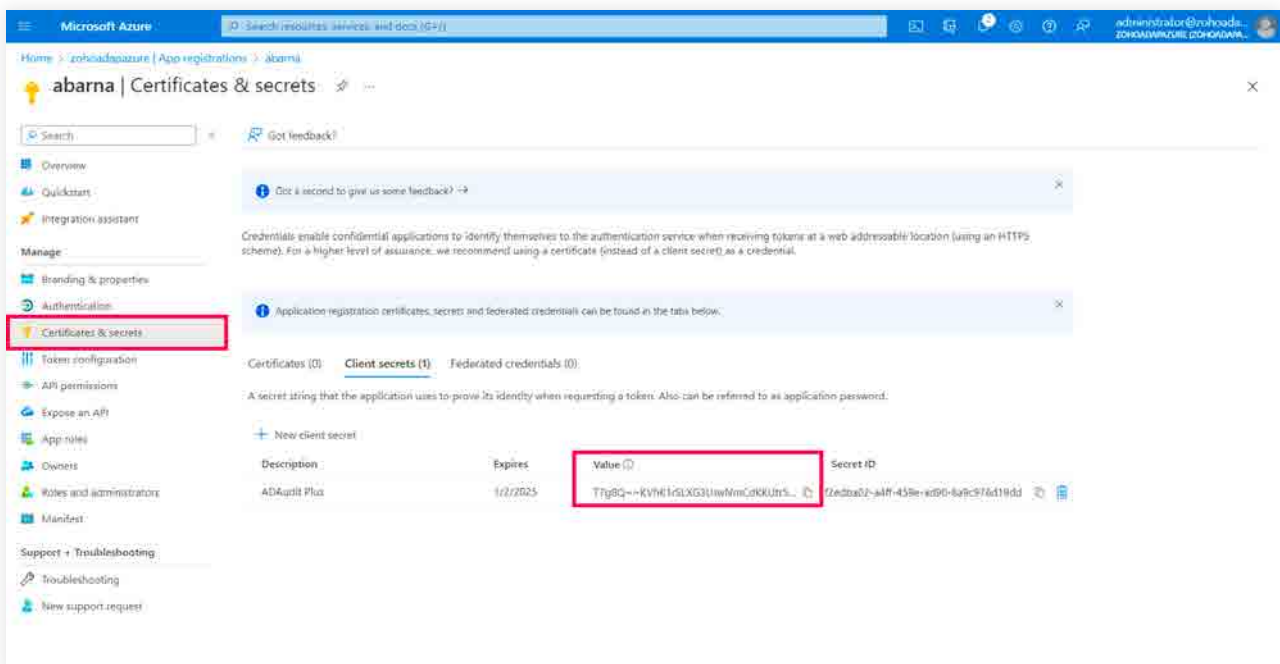 Microsoft Azure
Search resources, services, and docs (G+/)
administrator@zohoada...
Home > zohoadapazure | App registrations > abarna
abarna | Certificates & secrets
Search
Got feedback?
Overview
Quickstart
Integration assistant
Got a second to give us some feedback? →
Credentials enable confidential applications to identify themselves to the authentication service when receiving tokens at a web addressable location (using an HTTPS
scheme). For a higher level of assurance, we recommend using a certificate (instead of a client secret) as a credential.
Manage
Branding & properties
Authentication
Certificates & secrets
Token configuration
API permissions
Expose an API
App roles
Owners
Roles and administrators
Manifest
Application registration certificates, secrets and federated credentials can be found in the tabs below.
Certificates (0) Client secrets (1) Federated credentials (0)
A secret string that the application uses to prove its identity when requesting a token. Also can be referred to as application password.
New client secret
Description Expires Value Secret ID
ADAudit Plus 1/2/2025
Support + Troubleshooting
Troubleshooting
New support request